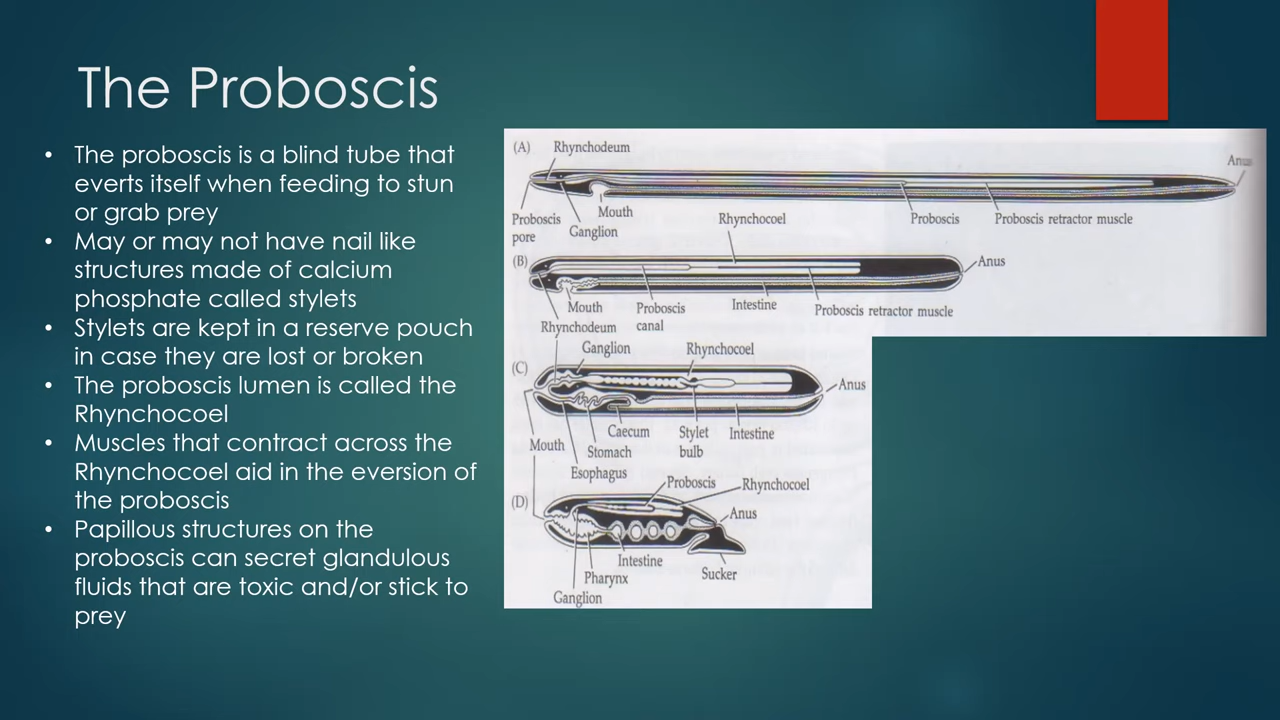 The Proboscis
• The proboscis is a blind tube that
everts itself when feeding to stun
or grab prey
• May or may not have nail like
structures made of calcium
phosphate called stylets
• Stylets are kept in a reserve pouch
in case they are lost or broken
• The proboscis lumen is called the
Rhynchocoel
• Muscles that contract across the
Rhynchocoel aid in the eversion of
the proboscis
• Papillous structures on the
proboscis can secret glandulous
fluids that are toxic and/or stick to
prey
(A) Rhynchodeum
Anus
Proboscis
pore
Mouth
Ganglion
Rhynchocoel
Proboscis
Proboscis retractor muscle
(B)
Anus
Mouth
Rhynchodeum
Proboscis
canal
Intestine
Proboscis retractor muscle
(C)
Ganglion
Rhynchocoel
Anus
Mouth
Esophagus
Stomach
Caecum
Stylet
bulb
Intestine
(D)
Proboscis
Rhynchocoel
Anus
Intestine
Pharynx
Ganglion
Sucker